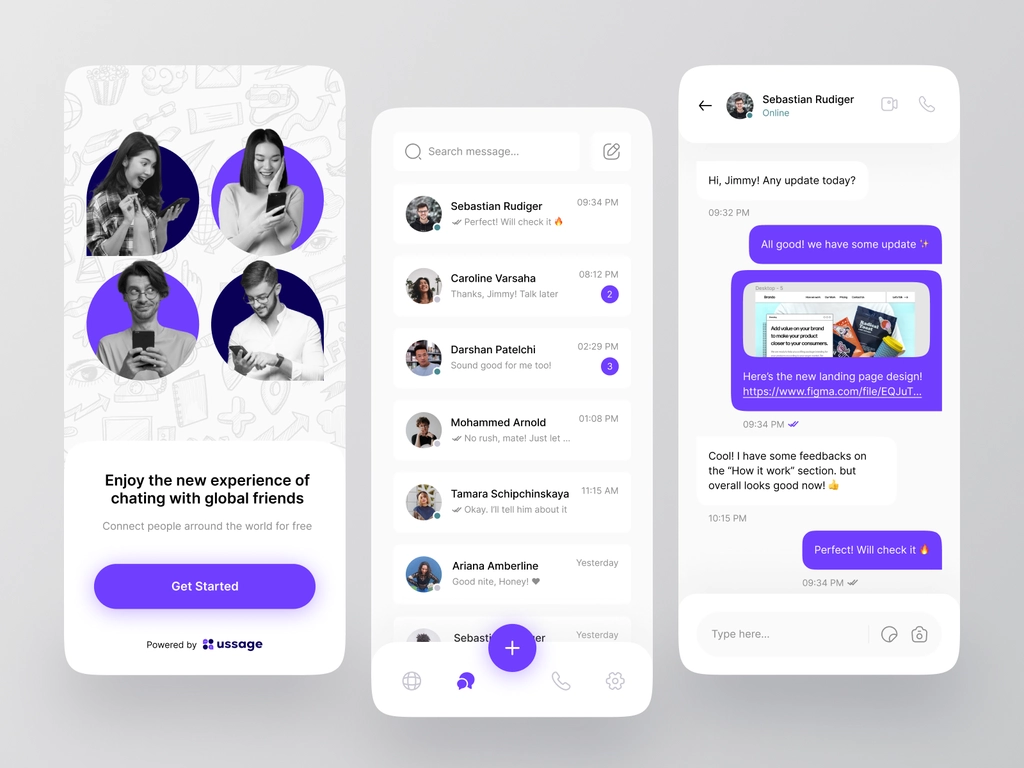 Enjoy the new experience of
chating with global friends
Connect people arround the world for free
Get Started
Powered by ussage
Search message...
Sebastian Rudiger
09:34 PM
Perfect! Will check it 🔥
Caroline Varsaha
08:12 PM
Thanks, Jimmy! Talk later
2
Darshan Patelchi
02:29 PM
Sound good for me too!
3
Mohammed Arnold
01:08 PM
No rush, mate! Just let ...
Tamara Schipchinskaya
11:15 AM
Okay. I'll tell him about it
Ariana Amberline
Yesterday
Good nite, Honey! 🖤
Yesterday
Sebastian Rudiger
Online
Hi, Jimmy! Any update today?
09:32 PM
All good! we have some update ✨
Desktop - 5
Add value on your brand
to make your product
closer to your consumers.
Here's the new landing page design!
https://www.figma.com/file/EQJuT...
09:34 PM
Cool! I have some feedbacks on
the "How it work" section. but
overall looks good now! 👍
10:15 PM
Perfect! Will check it 🔥
09:34 PM
Type here...